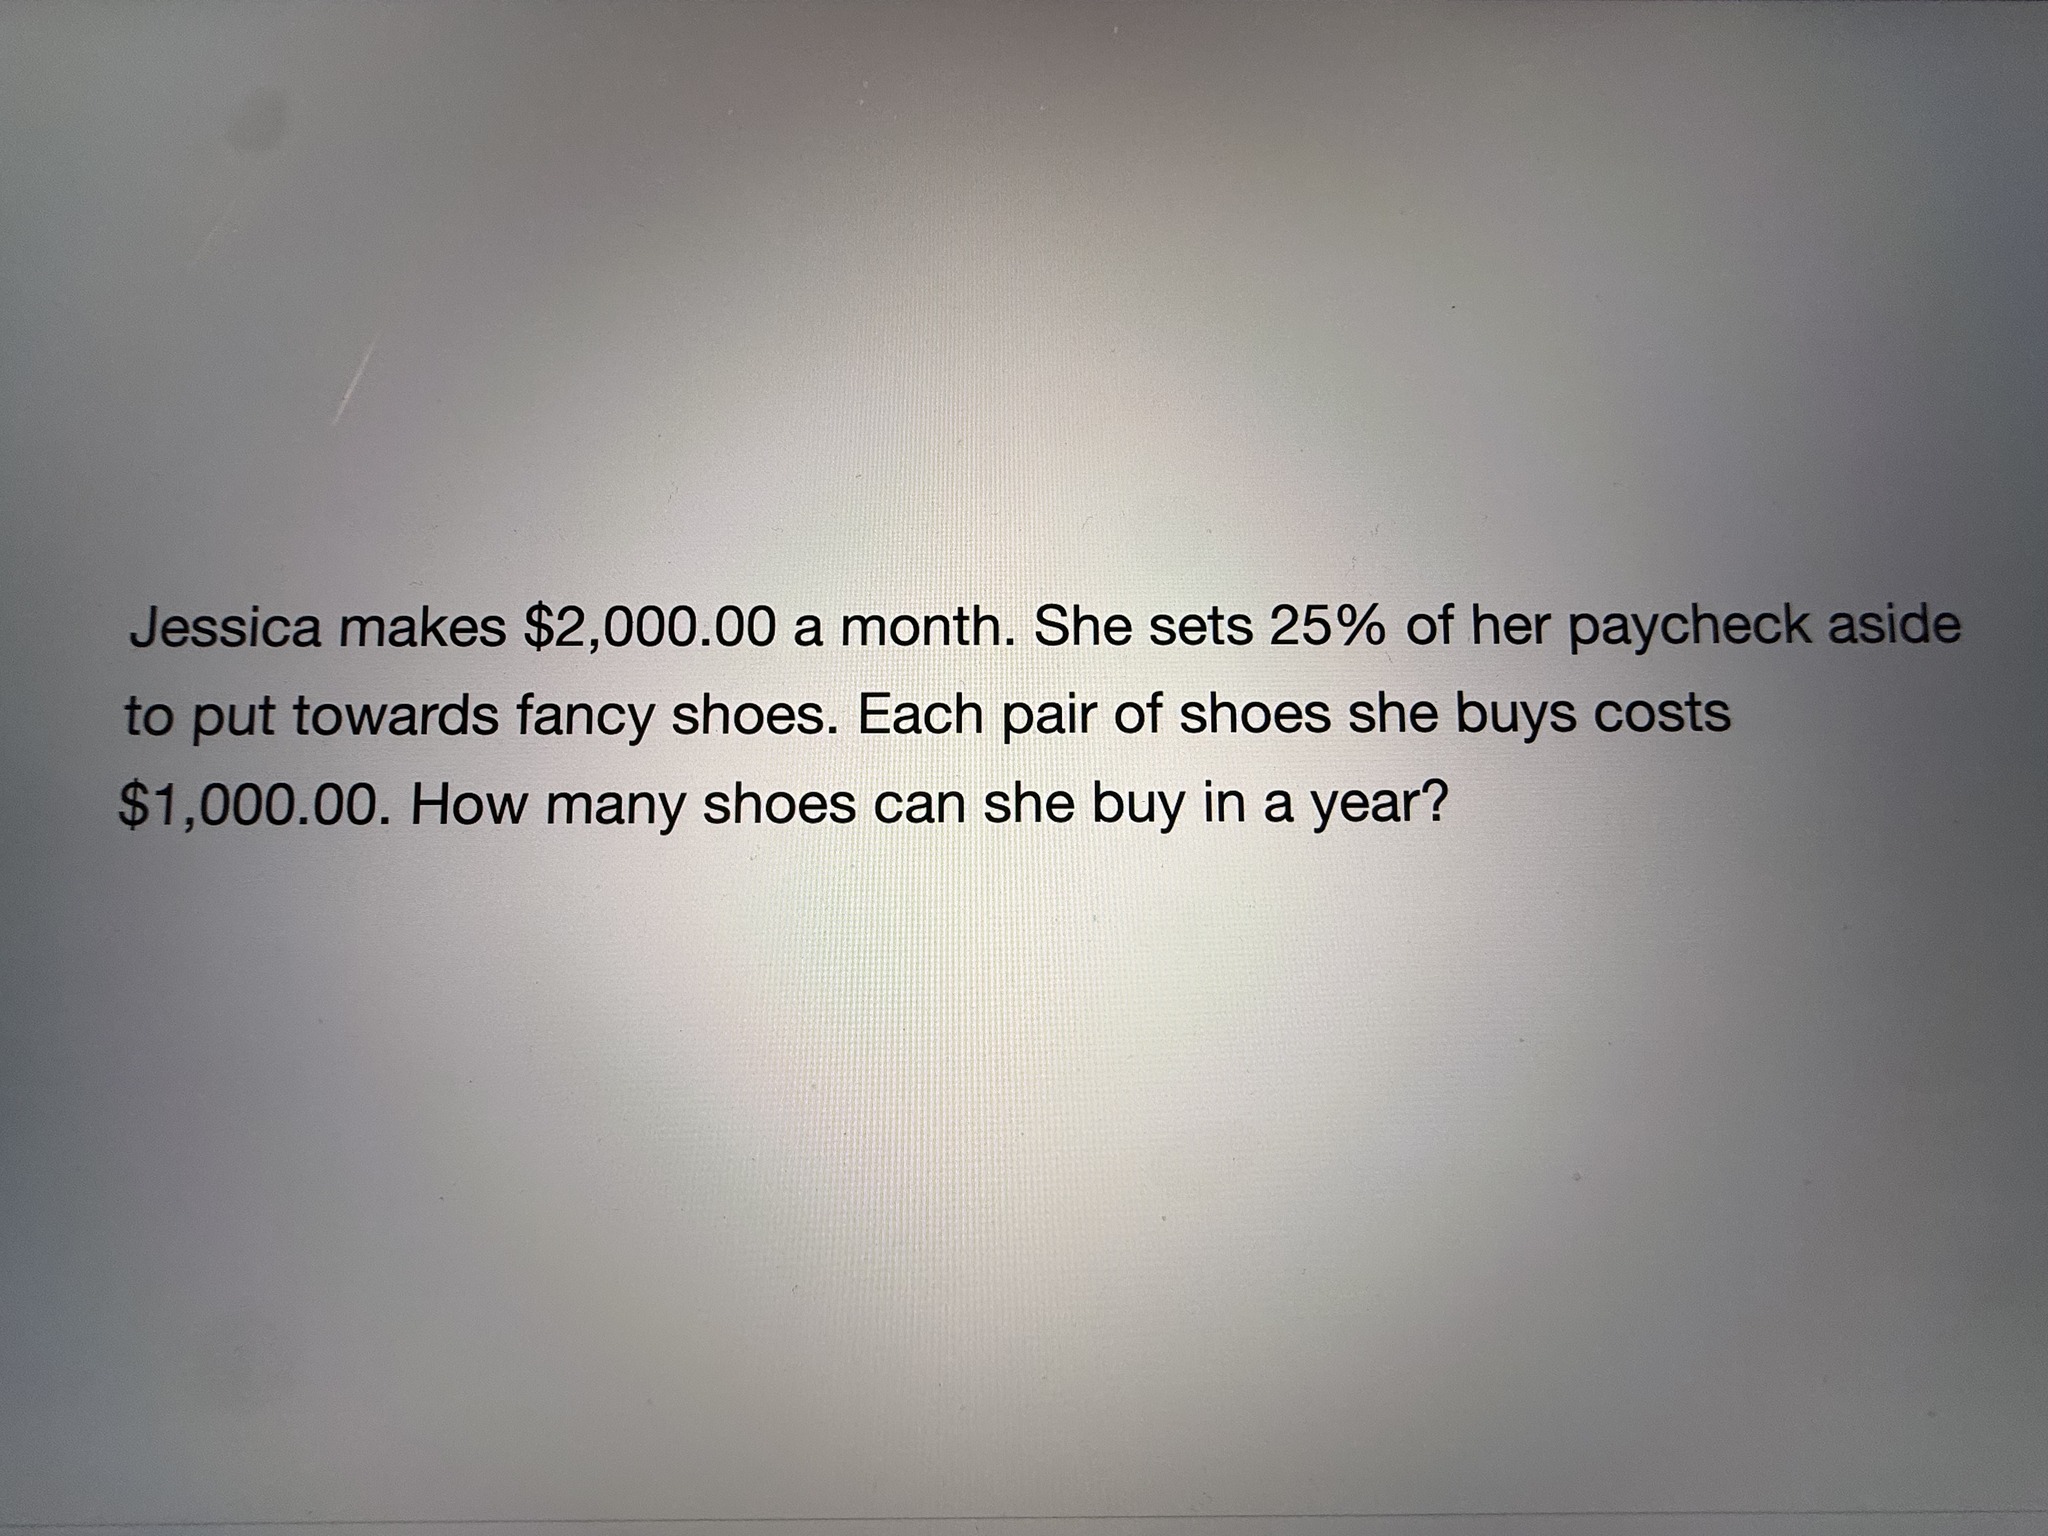 Jessica makes $2,000.00 a month. She sets 25% of her paycheck aside
to put towards fancy shoes. Each pair of shoes she buys costs
$1,000.00. How many shoes can she buy in a year?